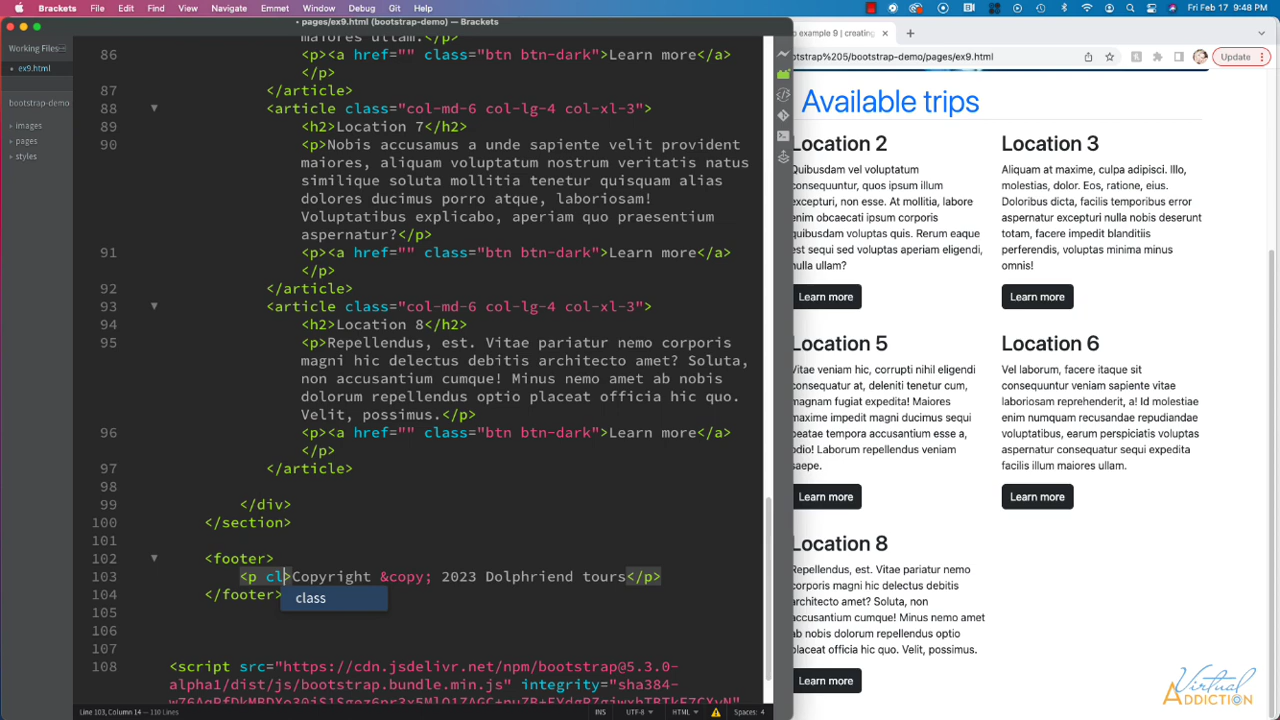 Brackets File Edit Find View Navigate Emmet Window Debug Help Fri Feb 17 9:48 PM
• pages/ex9.html (bootstrap-demo) — Brackets
Working Files
• ex9.html
bootstrap-demo
images
pages
styles
maiores ullam.</p>
86 <p><a href="" class="btn btn-dark">Learn more</a>
</p>
87 </article>
88 <article class="col-md-6 col-lg-4 col-xl-3">
89 <h2>Location 7</h2>
90 <p>Nobis accusamus a unde sapiente velit provident
maiores, aliquam voluptatum nostrum veritatis natus
similique soluta mollitia tenetur quisquam alias
dolores ducimus porro atque, laboriosam!
Voluptatibus explicabo, aperiam quo praesentium
aspernatur?</p>
91 <p><a href="" class="btn btn-dark">Learn more</a>
</p>
92 </article>
93 <article class="col-md-6 col-lg-4 col-xl-3">
94 <h2>Location 8</h2>
95 <p>Repellendus, est. Vitae pariatur nemo corporis
magni hic delectus debitis architecto amet? Soluta,
non accusantium cumque! Minus nemo amet ab nobis
dolorum repellendus optio placeat officia hic quo.
Velit, possimus.</p>
96 <p><a href="" class="btn btn-dark">Learn more</a>
</p>
97 </article>
98
99 </div>
100 </section>
101
102 <footer>
103 <p cl>Copyright &copy; 2023 Dolphriend tours</p>
class
104 </footer>
105
106
107
108 <script src="https://cdn.jsdelivr.net/npm/bootstrap@5.3.0-
alpha1/dist/js/bootstrap.bundle.min.js" integrity="sha384-
Line 103, Column 14 — 110 Lines
INS UTF-8 HTML Spaces: 4
p example 9 | creating
otstrap%205/bootstrap-demo/pages/ex9.html
Update
Available trips
Location 2
Quibusdam vel voluptatum
consequuntur, quos ipsum illum
excepturi, non esse. At mollitia, labore
enim obcaecati ipsum corporis
quibusdam voluptas quis. Rerum eaque
est sequi sed voluptas aperiam eligendi,
nulla ullam?
Learn more
Location 3
Aliquam at maxime, culpa adipisci. Illo,
molestias, dolor. Eos, ratione, eius.
Doloribus dicta, facilis temporibus error
aspernatur excepturi nulla nobis deserunt
totam, facere impedit blanditiis
perferendis, voluptas minima minus
omnis!
Learn more
Location 5
Vitae veniam hic, corrupti nihil eligendi
consequatur at, deleniti tenetur cum,
magnam fugiat expedita! Maiores
maxime impedit magni ducimus sequi
beatae tempora accusantium esse a,
odio! Laborum repellendus veniam
saepe.
Learn more
Location 6
Vel laborum, facere itaque sit
consequuntur veniam sapiente vitae
laboriosam reprehenderit, a! Id molestiae
enim numquam recusandae repudiandae
voluptatibus, earum perspiciatis voluptas
aspernatur consequatur sequi expedita
facilis illum maiores ullam.
Learn more
Location 8
Repellendus, est. Vitae pariatur nemo
corporis magni hic delectus debitis
architecto amet? Soluta, non
accusantium cumque! Minus nemo amet
ab nobis dolorum repellendus optio
placeat officia hic quo. Velit, possimus.
Learn more
Virtual
Addiction